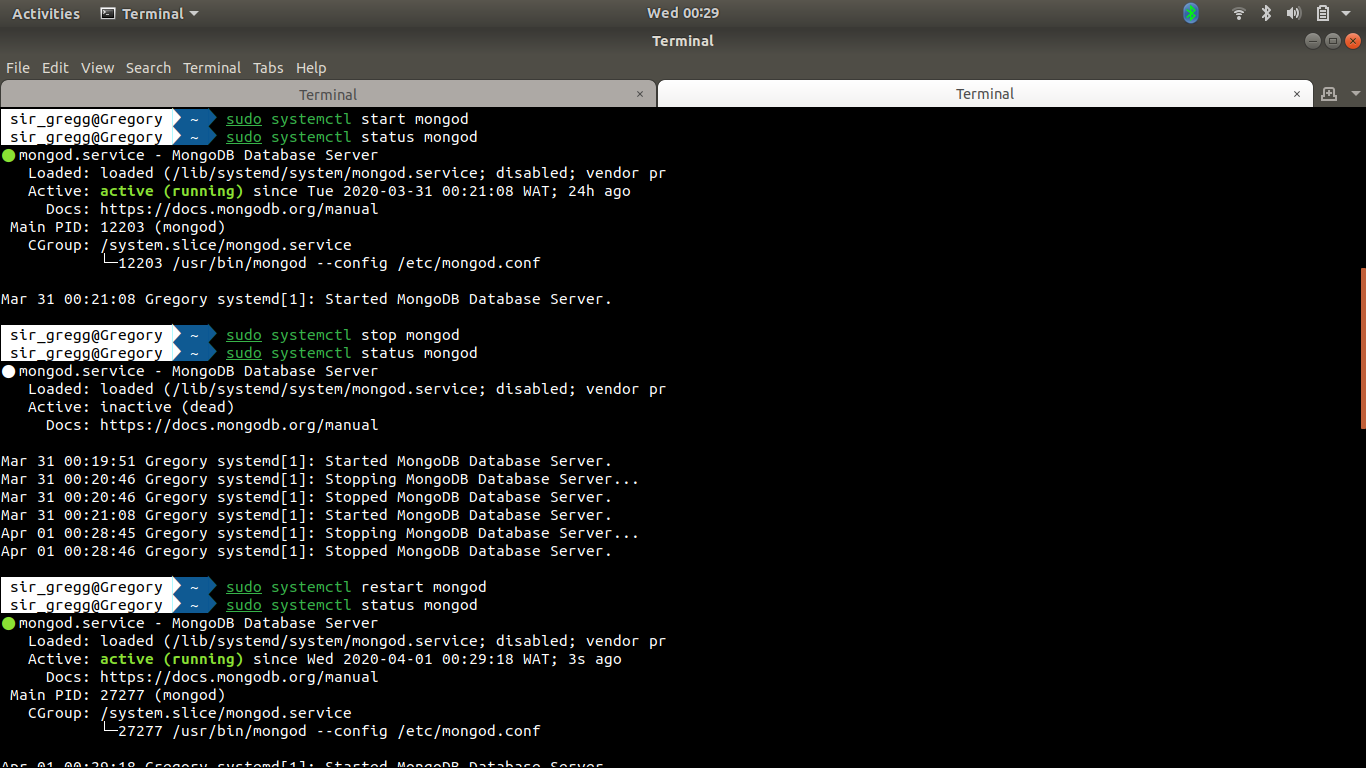 Activities Terminal Wed 00:29
Terminal
File Edit View Search Terminal Tabs Help
Terminal × Terminal ×
sir_gregg@Gregory ~ sudo systemctl start mongod
sir_gregg@Gregory ~ sudo systemctl status mongod
● mongod.service - MongoDB Database Server
   Loaded: loaded (/lib/systemd/system/mongod.service; disabled; vendor pr
   Active: active (running) since Tue 2020-03-31 00:21:08 WAT; 24h ago
     Docs: https://docs.mongodb.org/manual
 Main PID: 12203 (mongod)
   CGroup: /system.slice/mongod.service
           └─12203 /usr/bin/mongod --config /etc/mongod.conf
Mar 31 00:21:08 Gregory systemd[1]: Started MongoDB Database Server.
sir_gregg@Gregory ~ sudo systemctl stop mongod
sir_gregg@Gregory ~ sudo systemctl status mongod
● mongod.service - MongoDB Database Server
   Loaded: loaded (/lib/systemd/system/mongod.service; disabled; vendor pr
   Active: inactive (dead)
     Docs: https://docs.mongodb.org/manual
Mar 31 00:19:51 Gregory systemd[1]: Started MongoDB Database Server.
Mar 31 00:20:46 Gregory systemd[1]: Stopping MongoDB Database Server...
Mar 31 00:20:46 Gregory systemd[1]: Stopped MongoDB Database Server.
Mar 31 00:21:08 Gregory systemd[1]: Started MongoDB Database Server.
Apr 01 00:28:45 Gregory systemd[1]: Stopping MongoDB Database Server...
Apr 01 00:28:46 Gregory systemd[1]: Stopped MongoDB Database Server.
sir_gregg@Gregory ~ sudo systemctl restart mongod
sir_gregg@Gregory ~ sudo systemctl status mongod
● mongod.service - MongoDB Database Server
   Loaded: loaded (/lib/systemd/system/mongod.service; disabled; vendor pr
   Active: active (running) since Wed 2020-04-01 00:29:18 WAT; 3s ago
     Docs: https://docs.mongodb.org/manual
 Main PID: 27277 (mongod)
   CGroup: /system.slice/mongod.service
           └─27277 /usr/bin/mongod --config /etc/mongod.conf
Apr 01 00:29:18 Gregory systemd[1]: Started MongoDB Database Server.